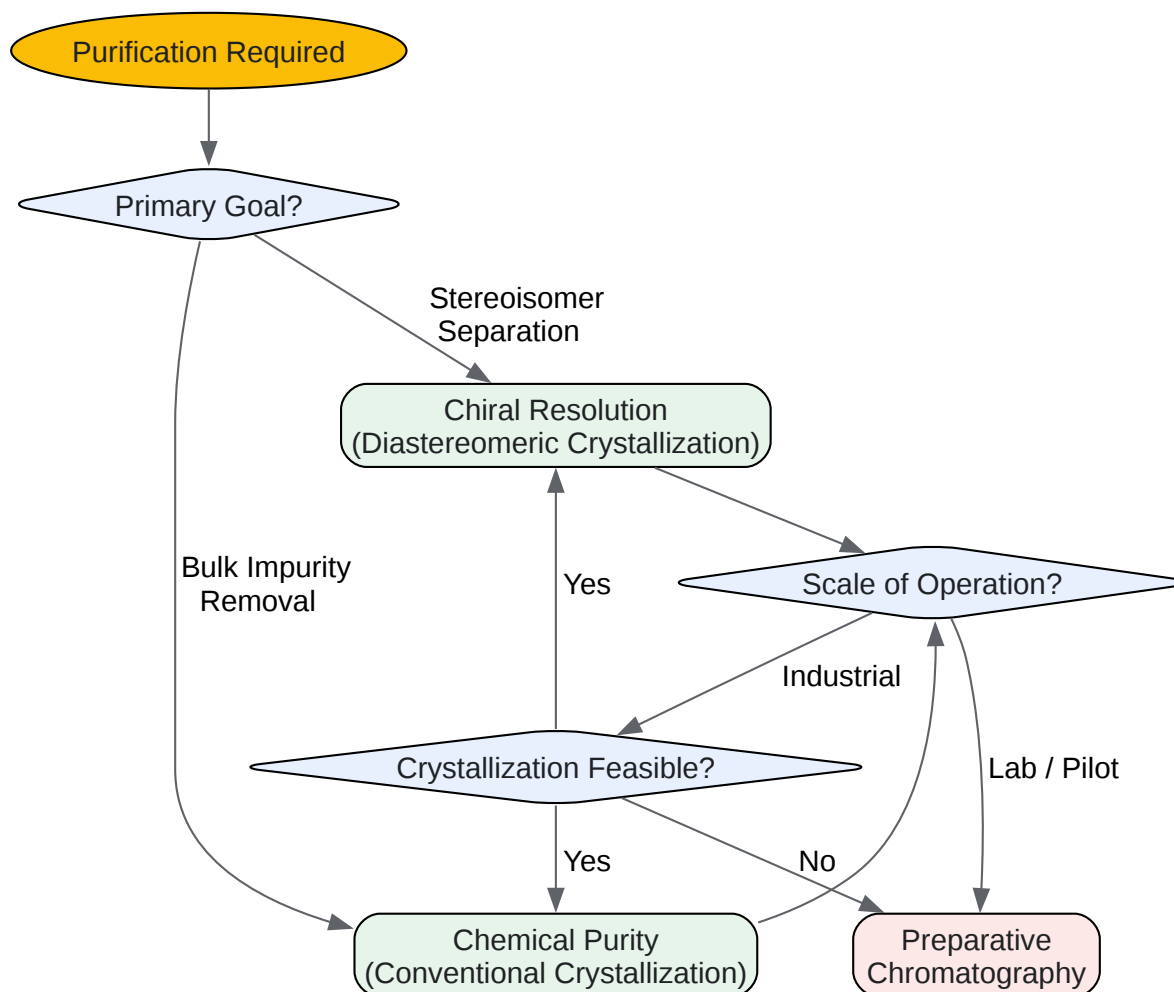 Purification Required
Primary Goal?
Stereoisomer
Separation
Chiral Resolution
(Diastereomeric Crystallization)
Bulk Impurity
Removal
Yes
Scale of Operation?
Industrial
Crystallization Feasible?
Lab / Pilot
Yes
No
Chemical Purity
(Conventional Crystallization)
Preparative
Chromatography